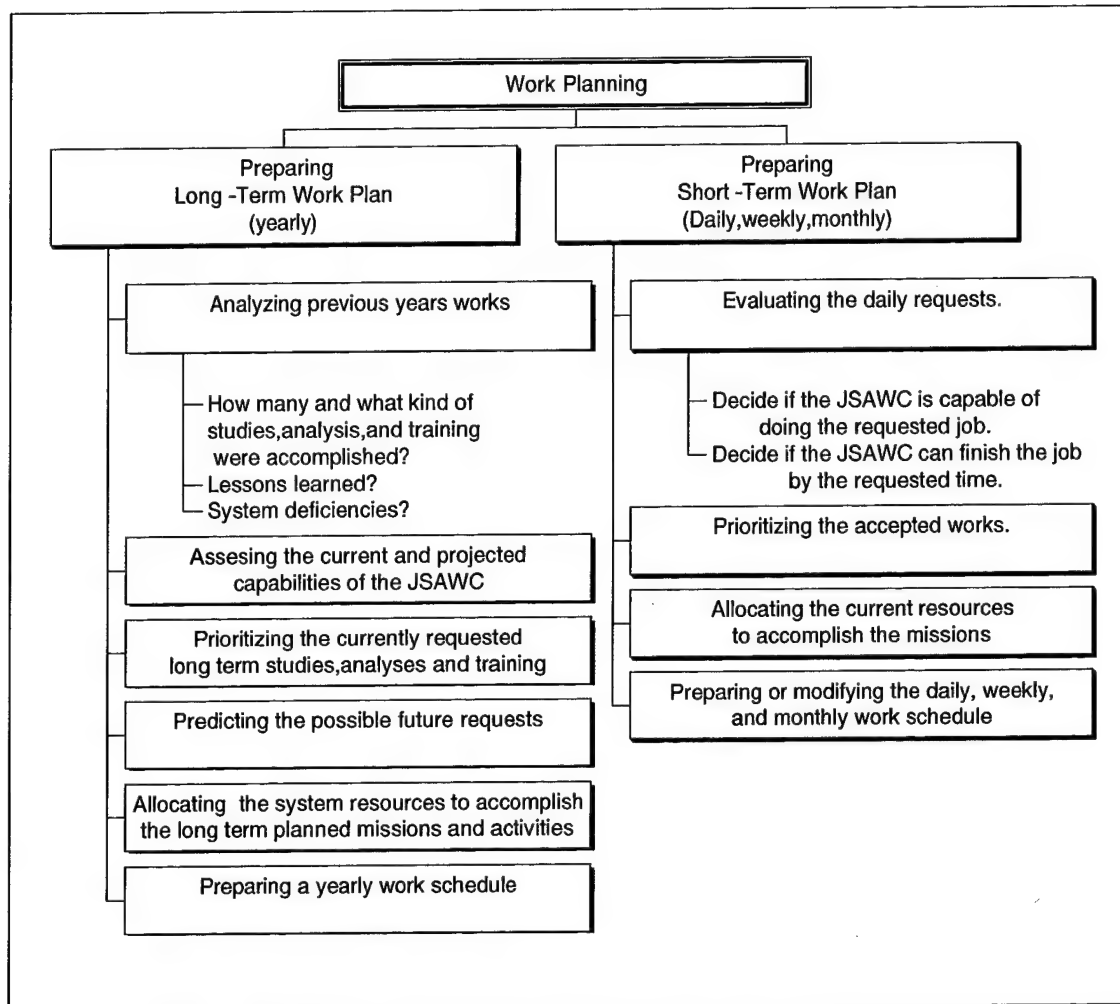 Work Planning
Preparing
Long -Term Work Plan
(yearly)
Analyzing previous years works
How many and what kind of
studies,analysis,and training
were accomplished?
Lessons learned?
System deficiencies?
Assesing the current and projected
capabilities of the JSAWC
Prioritizing the currently requested
long term studies,analyses and training
Predicting the possible future requests
Allocating the system resources to accomplish
the long term planned missions and activities
Preparing a yearly work schedule
Preparing
Short -Term Work Plan
(Daily,weekly,monthly)
Evaluating the daily requests.
Decide if the JSAWC is capable of
doing the requested job.
Decide if the JSAWC can finish the job
by the requested time.
Prioritizing the accepted works.
Allocating the current resources
to accomplish the missions
Preparing or modifying the daily, weekly,
and monthly work schedule